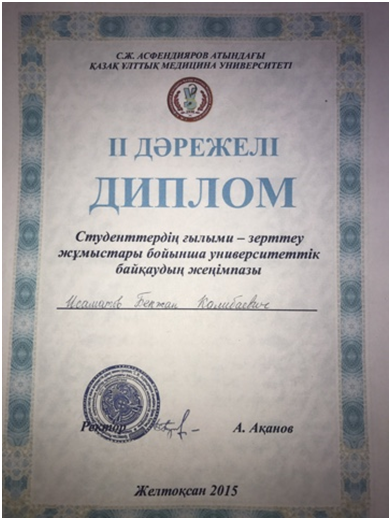 С.Ж. АСФЕНДИЯРОВ АТЫНДАҒЫ
ҚАЗАҚ ҰЛТТЫҚ МЕДИЦИНА УНИВЕРСИТЕТІ
ІІ ДӘРЕЖЕЛІ
ДИПЛОМ
Студенттердің ғылыми – зерттеу
жұмыстары бойынша университеттік
байқаудың жеңімпазы
Бекжан
Ректор А. Ақанов
Желтоқсан 2015